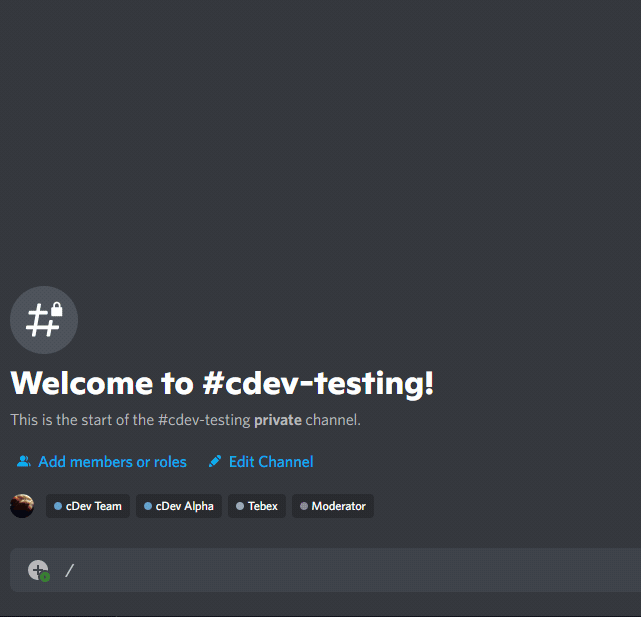 Welcome to #cdev-testing!
This is the start of the #cdev-testing private channel.
Add members or roles Edit Channel
cDev Team cDev Alpha Tebex Moderator
/